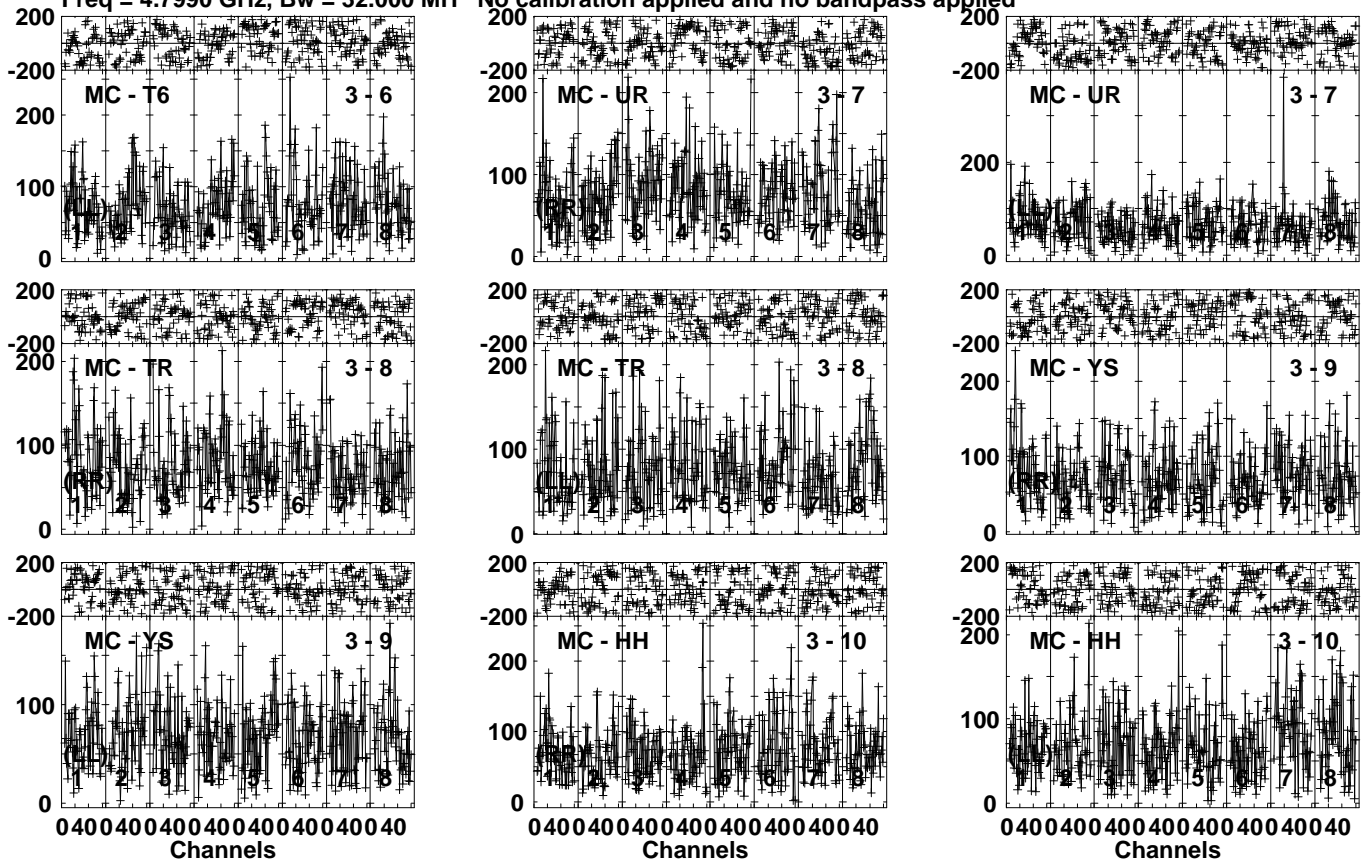 Freq = 4.7990 GHz, Bw = 32.000 MH No calibration applied and no bandpass applied
200 200 200
-200 -200 -200
MC - T6 3 - 6 MC - UR 3 - 7 MC - UR 3 - 7
200 200
100 100 200
(LL) (RR) (LL)
1 2 3 4 5 6 7 8 1 2 3 4 5 6 7 8 1 2 3 4 5 6 7 8
0 0 0
200 200 200
-200 -200 -200
MC - TR 3 - 8 MC - TR 3 - 8 MC - YS 3 - 9
200 200 200
100 100 100
(RR) (LL) (RR)
1 2 3 4 5 6 7 8 1 2 3 4 5 6 7 8 1 2 3 4 5 6 7 8
0 0 0
200 200 200
-200 -200 -200
MC - YS 3 - 9 MC - HH 3 - 10 MC - HH 3 - 10
200 200
100 100 100
(LL) (RR) (LL)
1 2 3 4 5 6 7 8 1 2 3 4 5 6 7 8 1 2 3 4 5 6 7 8
0 0 0
0 40 0 40 0 40 0 40 0 40 0 40 0 40 0 40 0 40 0 40 0 40 0 40 0 40 0 40 0 40 0 40 0 40 0 40 0 40 0 40 0 40 0 40 0 40 0 40
Channels Channels Channels